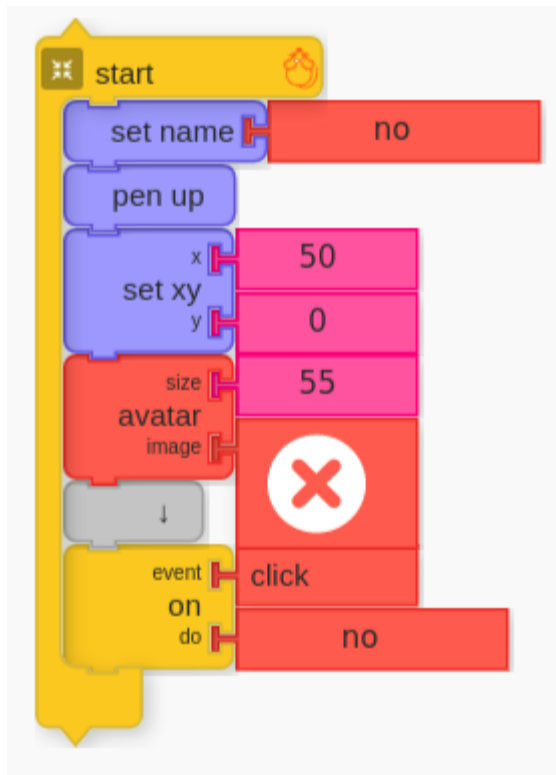 start
set name no
pen up
x 50
set xy
y 0
size 55
avatar
image
↓
event click
on
do no